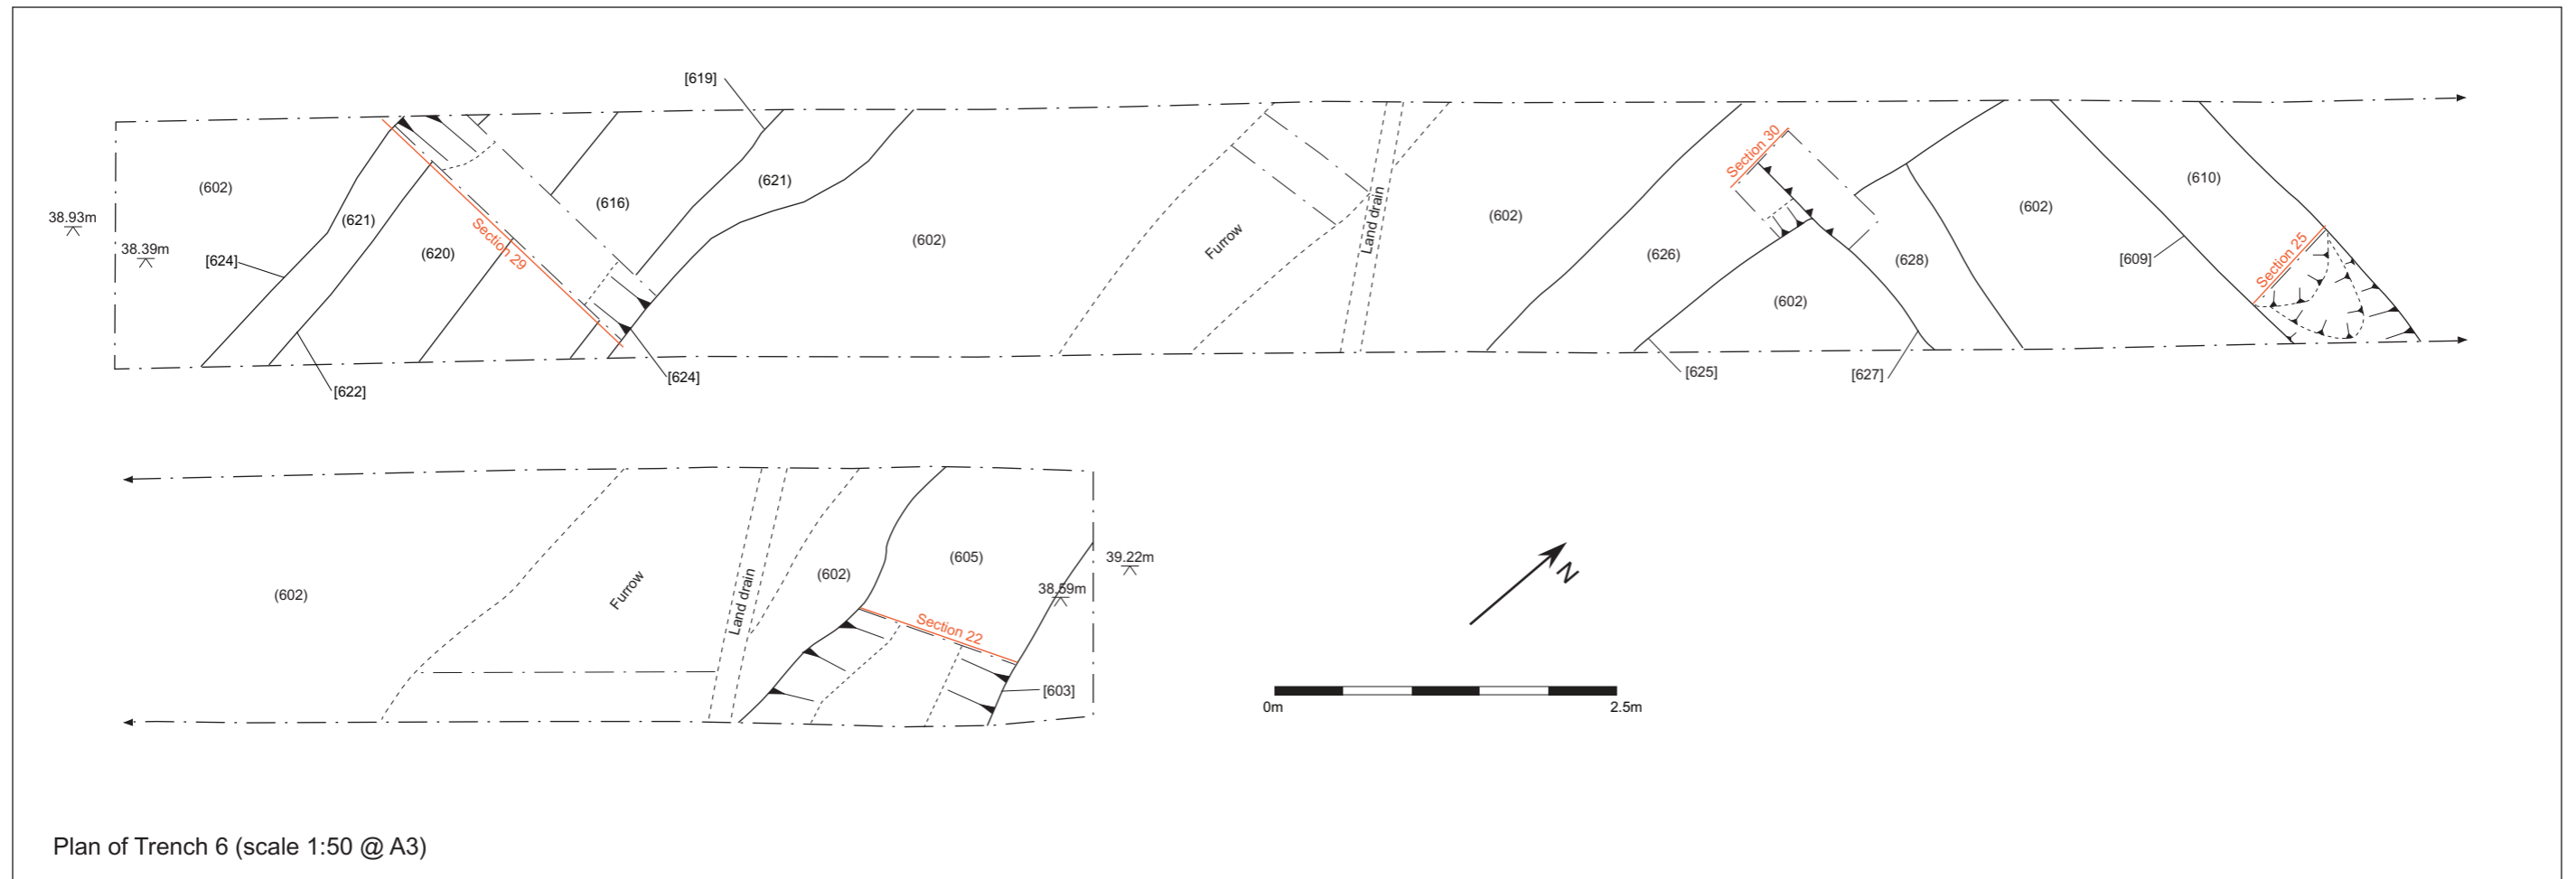 [619]
(602)
(621)
(616)
(621)
(602)
38.93m
38.39m
[624]
(620)
Section 29
[622]
[624]
Furrow
Land drain
(602)
Section 30
(626)
(602)
(628)
(602)
[625]
[627]
(610)
[609]
Section 25
(602)
Furrow
Land drain
(602)
(605)
39.22m
38.59m
Section 22
[603]
N
0m
2.5m
Plan of Trench 6 (scale 1:50 @ A3)